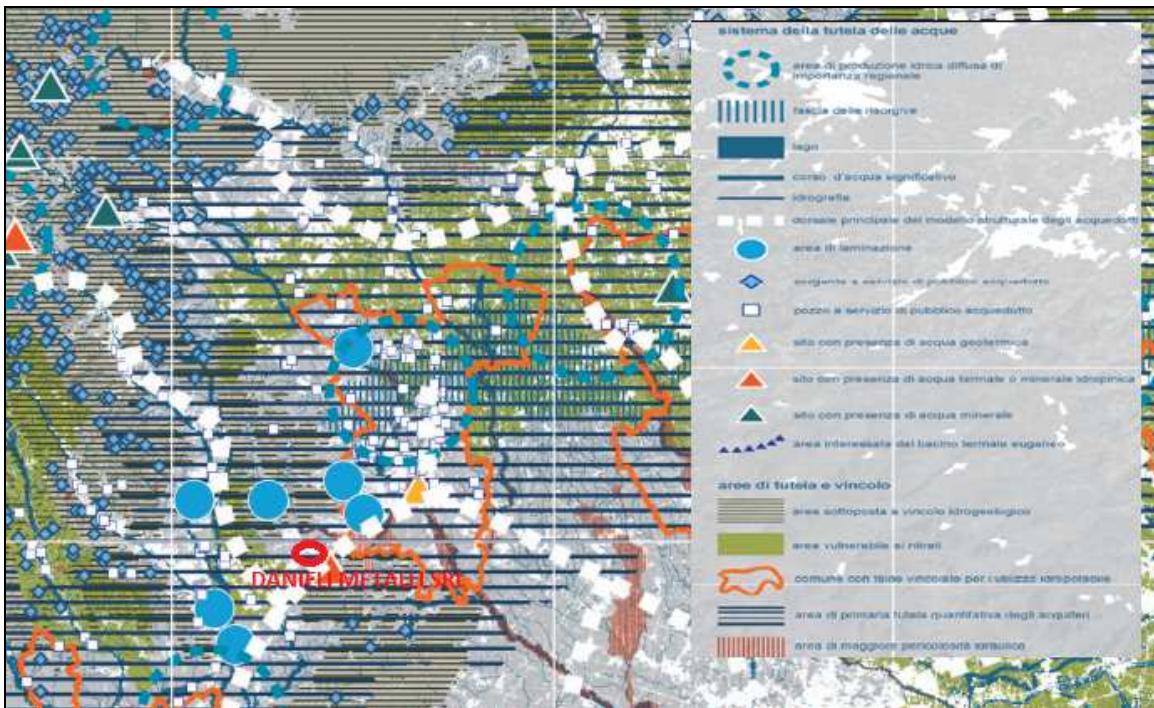 sistema della tutela delle acque
area di produzione idrica diffusa di
importanza regionale
fascia delle risorgive
lago
corso d'acqua significativo
idrografia
dorsale principale del modello strutturale degli acquedotti
area di laminazione
sorgente a servizio di pubblico acquedotto
pozzo a servizio di pubblico acquedotto
sito con presenza di acqua geotermica
sito con presenza di acqua termale o minerale idropinica
sito con presenza di acqua minerale
area interessata dal bacino termale euganeo
aree di tutela e vincolo
area sottoposta a vincolo idrogeologico
area vulnerabile ai nitrati
comune con falde vincolate per l'utilizzo idropotabile
area di primaria tutela quantitativa degli acquiferi
area di maggiore pericolosità idraulica
DANIELI METALLI SRL